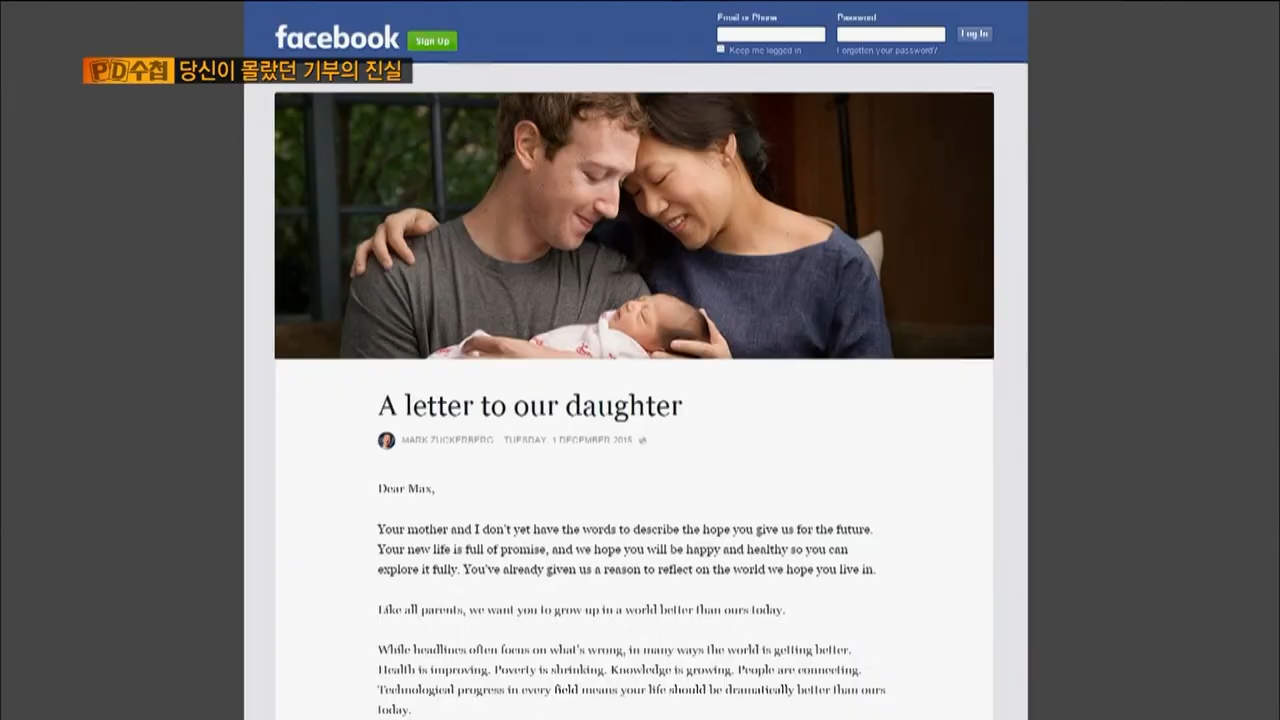 facebook
Sign Up
Email or Phone
Password
Log In
Keep me logged in
Forgotten your password?
PD수첩 당신이 몰랐던 기부의 진실
A letter to our daughter
MARK ZUCKERBERG TUESDAY, 1 DECEMBER 2015
Dear Max,
Your mother and I don't yet have the words to describe the hope you give us for the future.
Your new life is full of promise, and we hope you will be happy and healthy so you can
explore it fully. You've already given us a reason to reflect on the world we hope you live in.
Like all parents, we want you to grow up in a world better than ours today.
While headlines often focus on what's wrong, in many ways the world is getting better.
Health is improving. Poverty is shrinking. Knowledge is growing. People are connecting.
Technological progress in every field means your life should be dramatically better than ours
today.